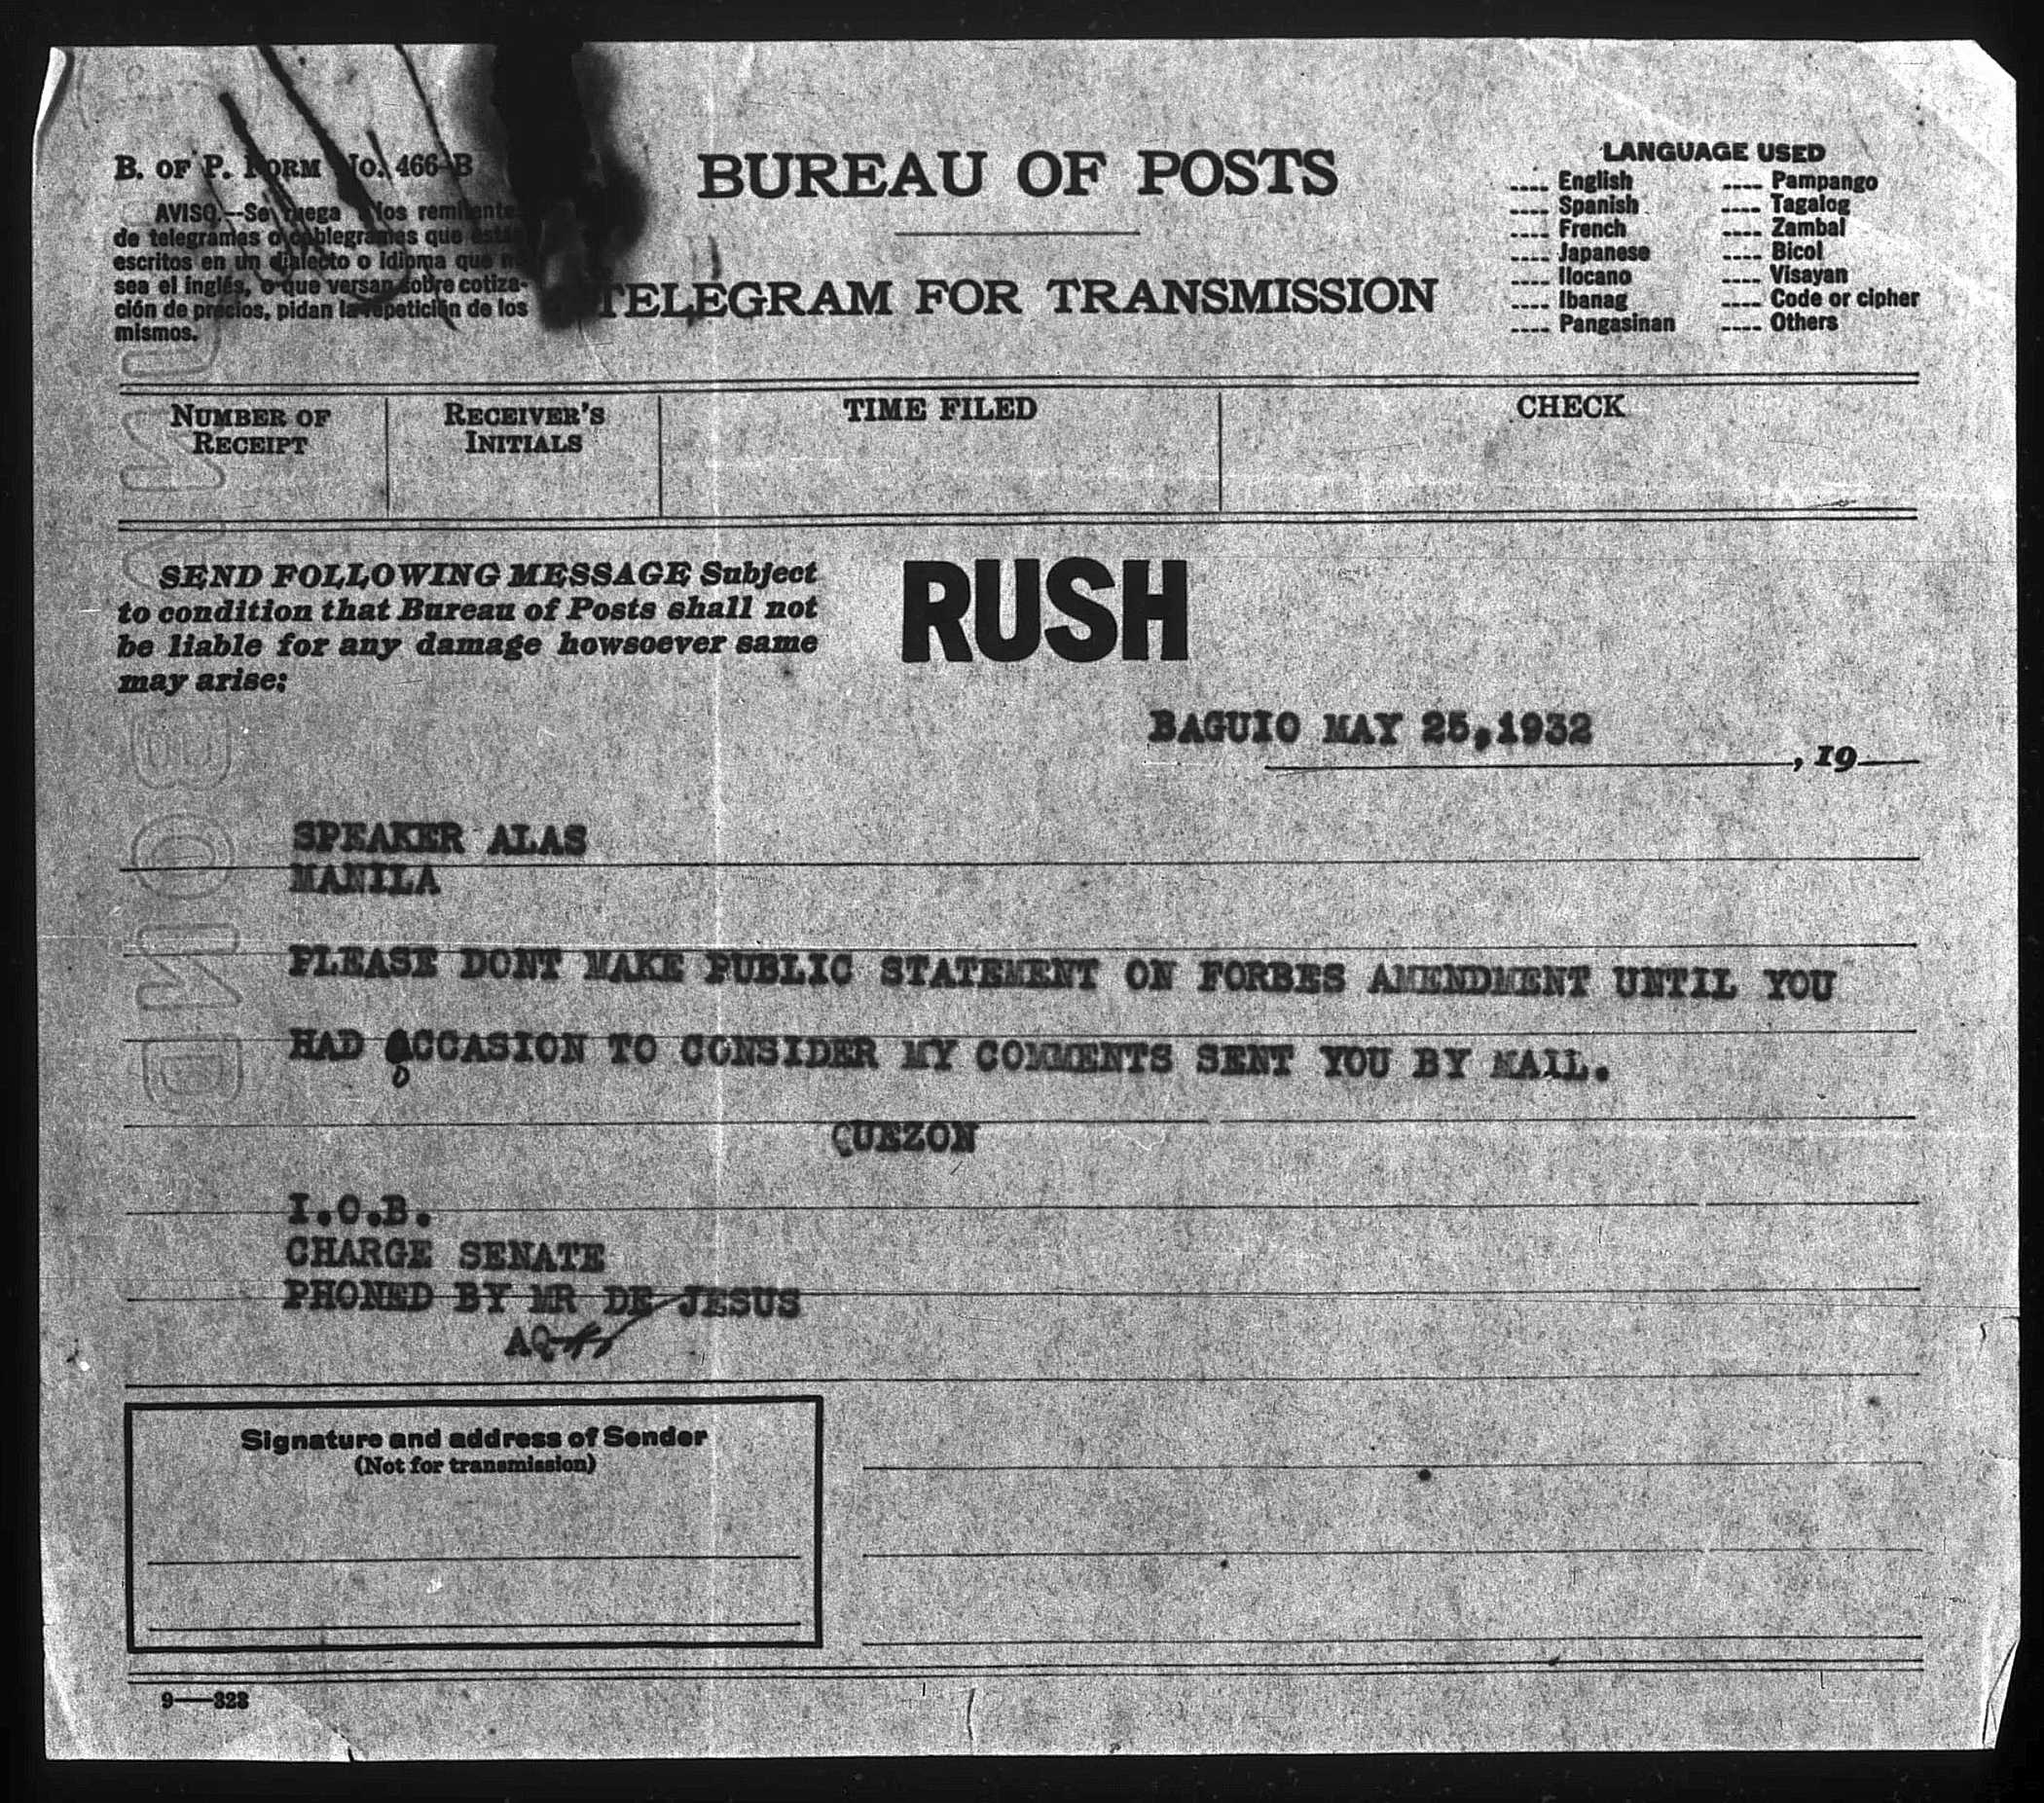 B. OF P. FORM No. 466-B
AVISO.—Se ruega a los remitente
de telegramas o cablegramas que están
escritos en un dialecto o idioma que n
sea el inglés, o que versan sobre cotiza-
ción de precios, pidan la repetición de los
mismos.
BUREAU OF POSTS
TELEGRAM FOR TRANSMISSION
LANGUAGE USED
.... English .... Pampango
.... Spanish .... Tagalog
.... French .... Zambal
.... Japanese .... Bicol
.... Ilocano .... Visayan
.... Ibanag .... Code or cipher
.... Pangasinan .... Others
NUMBER OF RECEIPT
RECEIVER'S INITIALS
TIME FILED
CHECK
SEND FOLLOWING MESSAGE Subject
to condition that Bureau of Posts shall not
be liable for any damage howsoever same
may arise:
RUSH
BAGUIO MAY 25,1932
, 19
SPEAKER ALAS
MANILA
PLEASE DONT MAKE PUBLIC STATEMENT ON FORBES AMENDMENT UNTIL YOU
HAD OCCASION TO CONSIDER MY COMMENTS SENT YOU BY MAIL.
QUEZON
I.O.B.
CHARGE SENATE
PHONED BY MR DE JESUS
AQ
Signature and address of Sender
(Not for transmission)
9—323
BOND